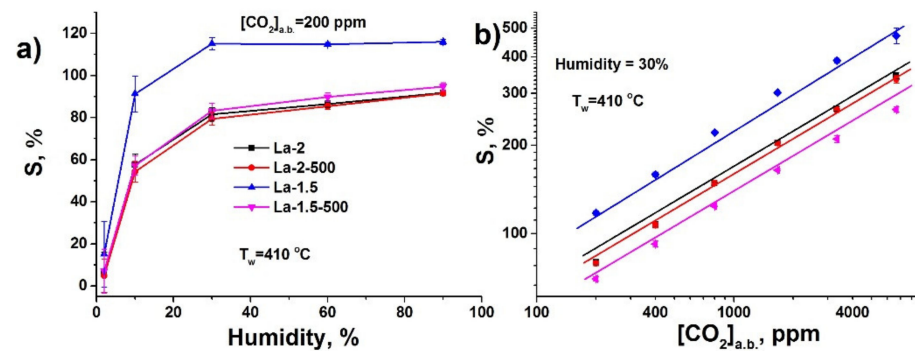 a)
[CO2]a.b.=200 ppm
S, %
120
100
80
60
40
20
0
La-2
La-2-500
La-1.5
La-1.5-500
Tw=410 °C
0 20 40 60 80 100
Humidity, %
b)
S, %
500
400
300
200
100
Humidity = 30%
Tw=410 °C
100 400 1000 4000
[CO2]a.b., ppm